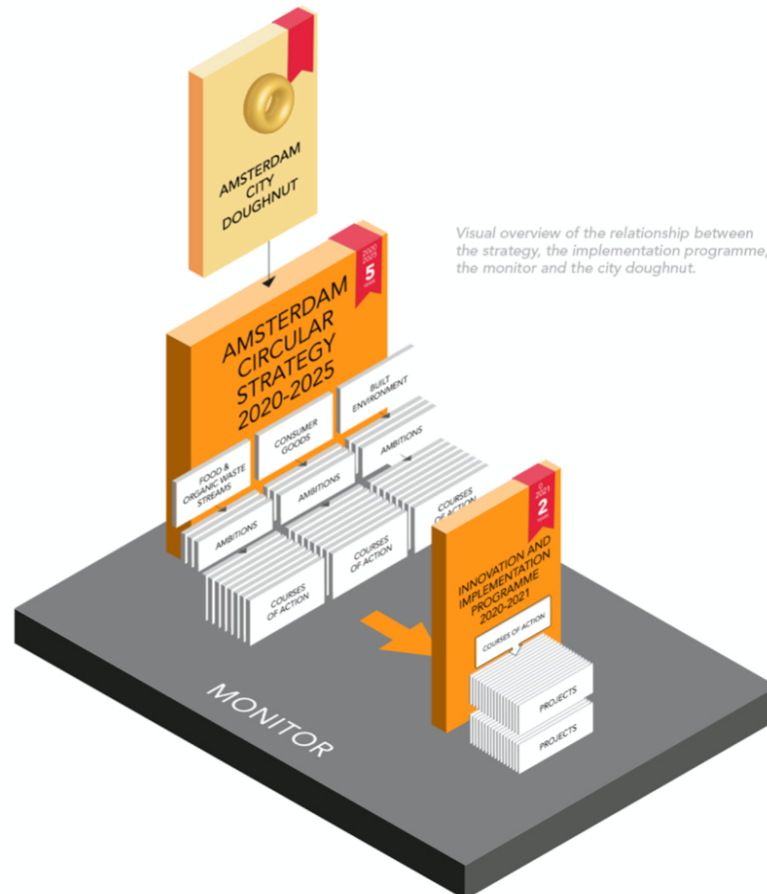 AMSTERDAM
CITY
DOUGHNUT
Visual overview of the relationship between
the strategy, the implementation programme,
the monitor and the city doughnut.
2020
2025
5
AMSTERDAM
CIRCULAR
STRATEGY
2020-2025
BUILT
ENVIRONMENT
CONSUMER
GOODS
FOOD &
ORGANIC WASTE
STREAMS
AMBITIONS
AMBITIONS
AMBITIONS
COURSES
OF ACTION
COURSES
OF ACTION
COURSES
OF ACTION
2021
2
INNOVATION AND
IMPLEMENTATION
PROGRAMME
2020-2021
COURSES OF ACTION
PROJECTS
PROJECTS
MONITOR